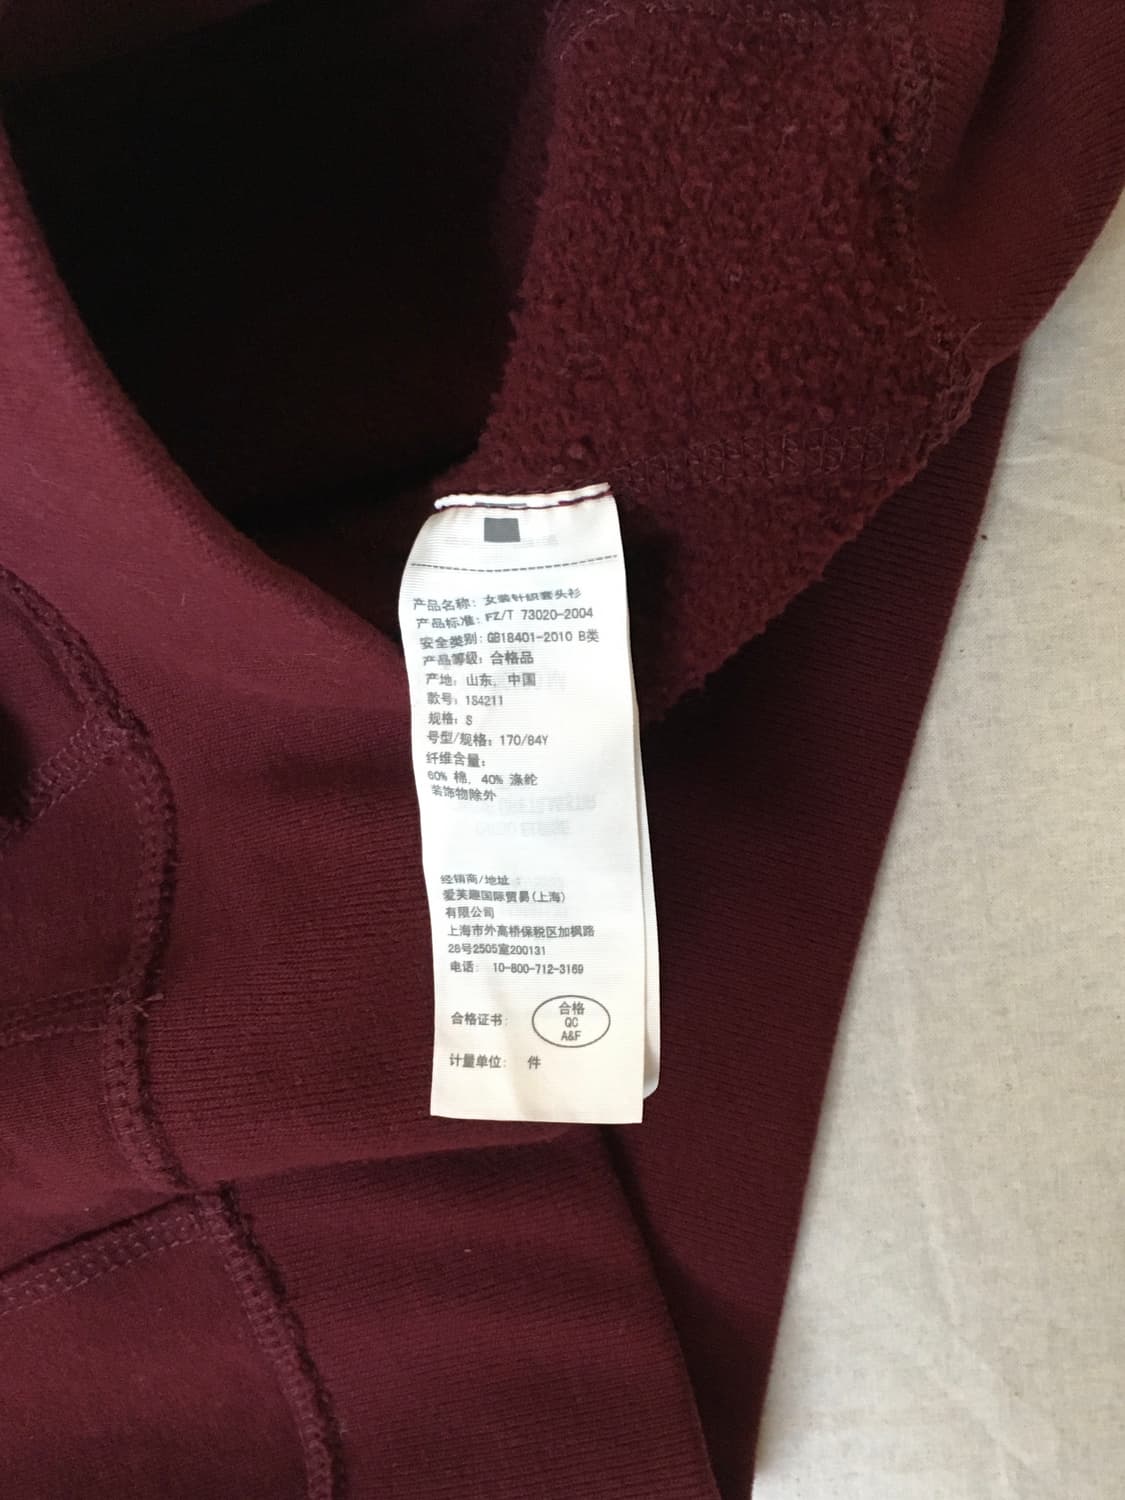 产品名称: 女装针织套头衫
产品标准: FZ/T 73020-2004
安全类别: GB18401-2010 B类
产品等级: 合格品
产地: 山东, 中国
款号: 184211
规格: S
号型/规格: 170/84Y
纤维含量:
60% 棉, 40% 涤纶
装饰物除外
经销商/地址:
爱芙趣国际贸易(上海)
有限公司
上海市外高桥保税区加枫路
28号2505室200131
电话: 10-800-712-3169
合格证书: 合格
QC
A&F
计量单位: 件